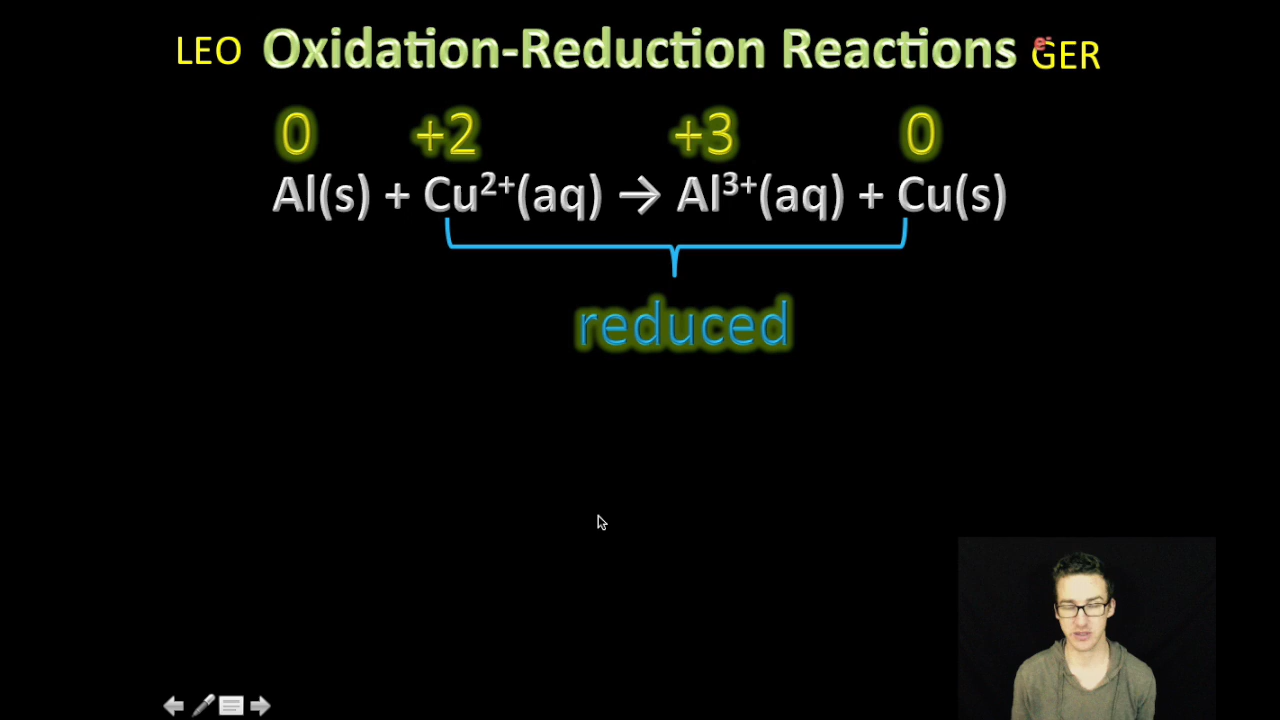 LEO Oxidation-Reduction Reactions GER
e-
0 +2 +3 0
Al(s) + Cu²⁺(aq) → Al³⁺(aq) + Cu(s)
reduced